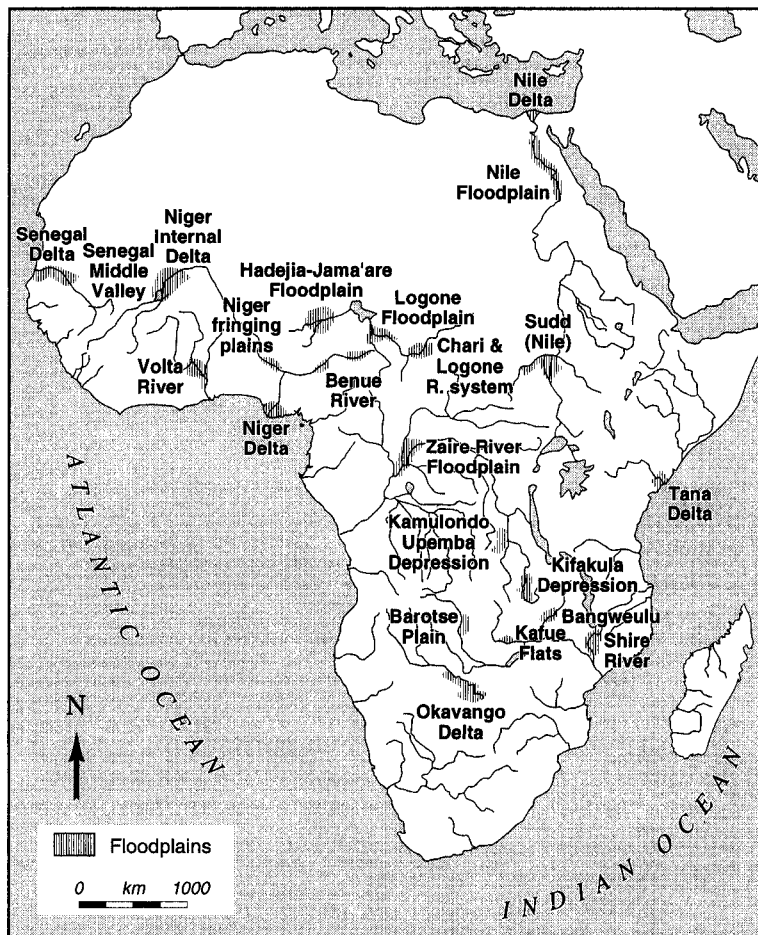 Nile
Delta
Nile
Floodplain
Senegal
Delta
Senegal
Middle
Valley
Niger
Internal
Delta
Hadejia-Jama'are
Floodplain
Niger
fringing
plains
Logone
Floodplain
Chari &
Logone
R. system
Sudd
(Nile)
Volta
River
Benue
River
Niger
Delta
Zaire River
Floodplain
Tana
Delta
Kamulondo
Upemba
Depression
Kifakula
Depression
Barotse
Plain
Kafue
Flats
Bangweulu
Shire
River
Okavango
Delta
ATLANTIC OCEAN
INDIAN OCEAN
N
Floodplains
0 km 1000